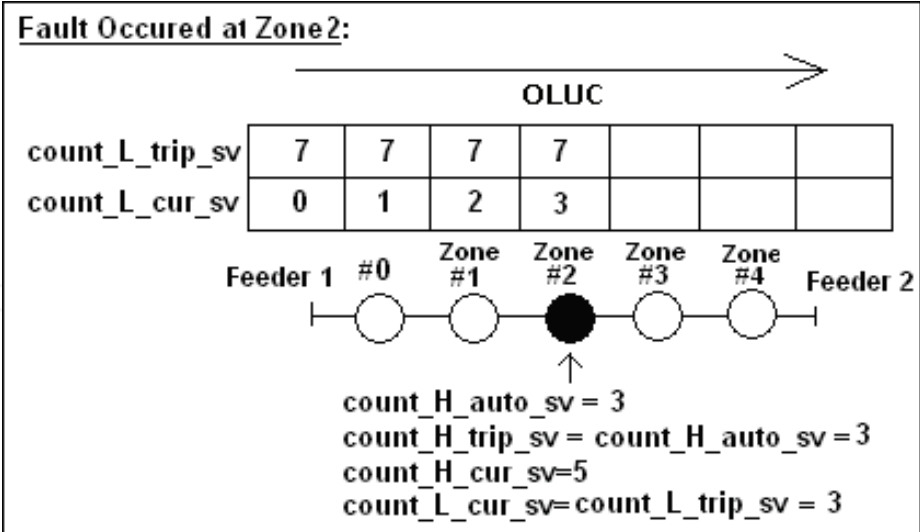 Fault Occured at Zone2:
OLUC
count_L_trip_sv 7 7 7 7
count_L_cur_sv 0 1 2 3
Feeder 1 #0 Zone #1 Zone #2 Zone #3 Zone #4 Feeder 2
count_H_auto_sv = 3
count_H_trip_sv = count_H_auto_sv = 3
count_H_cur_sv=5
count_L_cur_sv= count_L_trip_sv = 3